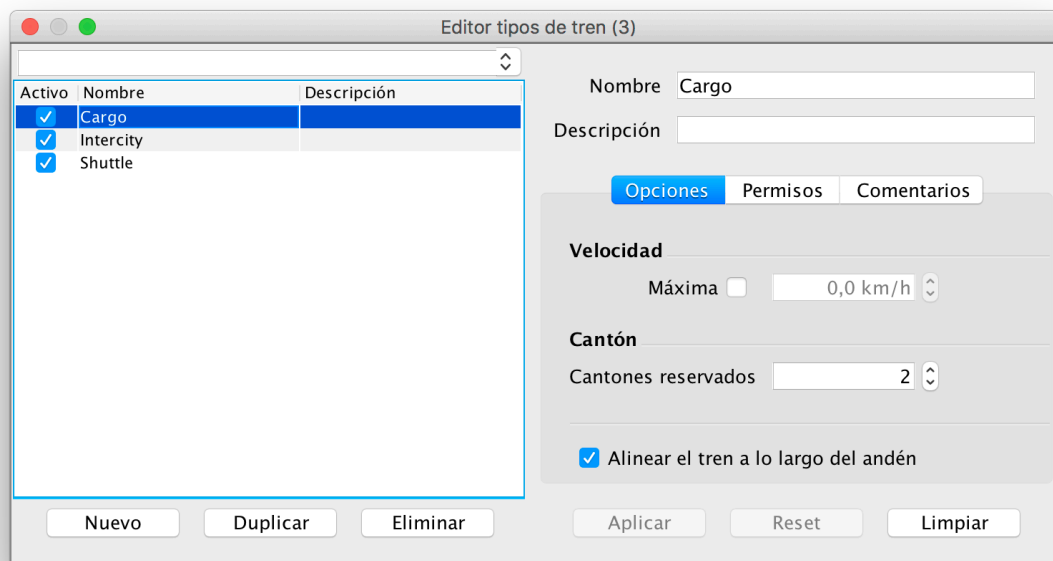 Editor tipos de tren (3)
Activo Nombre Descripción
Cargo
Intercity
Shuttle
Nuevo Duplicar Eliminar
Nombre Cargo
Descripción
Opciones Permisos Comentarios
Velocidad
Máxima 0,0 km/h
Cantón
Cantones reservados 2
Alinear el tren a lo largo del andén
Aplicar Reset Limpiar